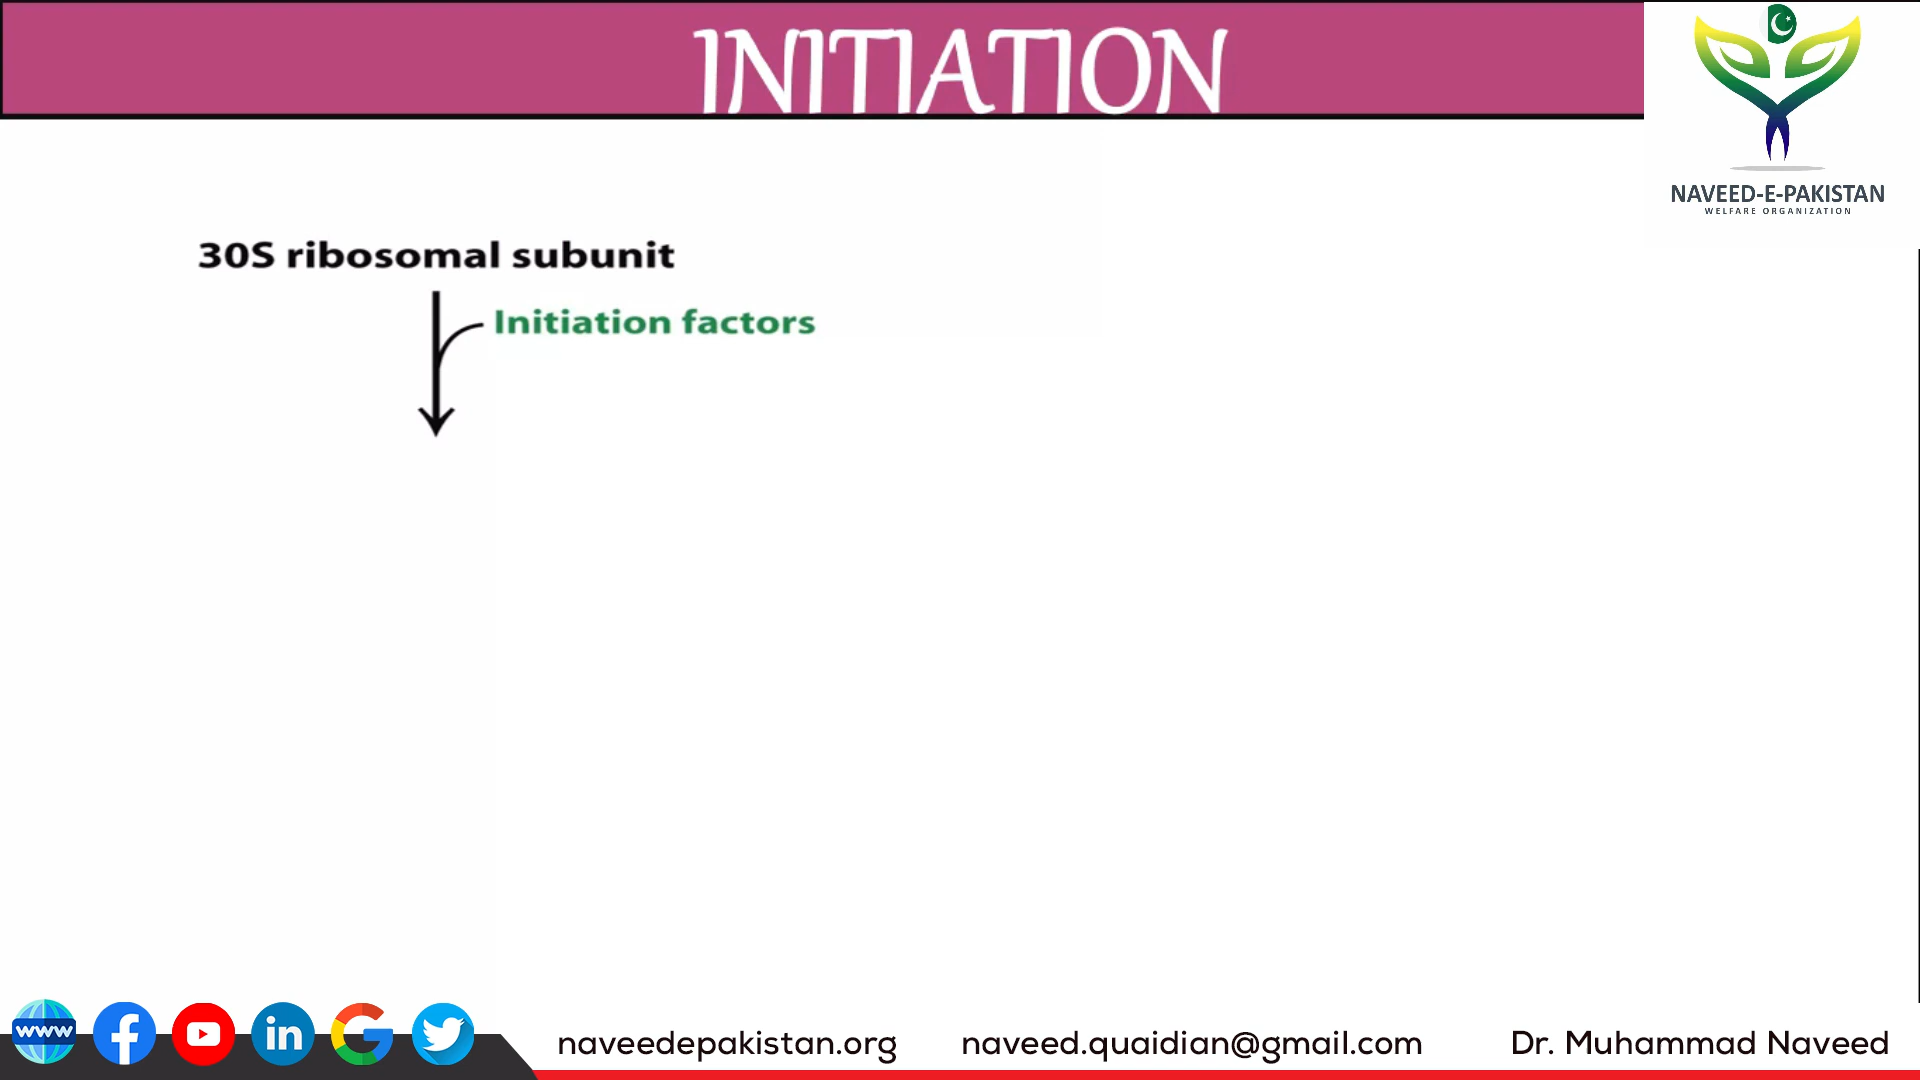 INITIATION
NAVEED-E-PAKISTAN
WELFARE ORGANIZATION
30S ribosomal subunit
Initiation factors
www
in
naveedepakistan.org naveed.quaidian@gmail.com Dr. Muhammad Naveed